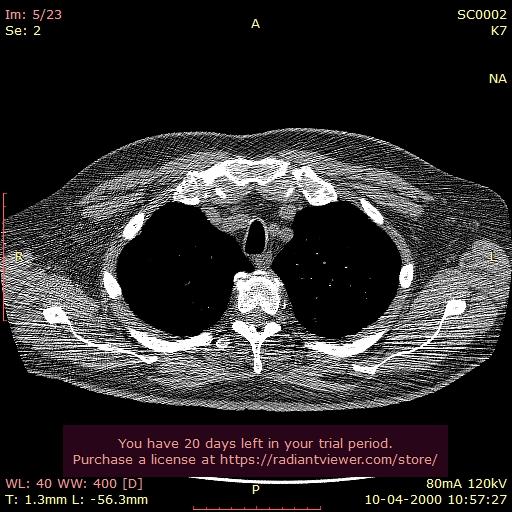 Im: 5/23
Se: 2
A
SC0002
K7
NA
R
L
You have 20 days left in your trial period.
Purchase a license at https://radiantviewer.com/store/
WL: 40 WW: 400 [D]
T: 1.3mm L: -56.3mm
P
80mA 120kV
10-04-2000 10:57:27